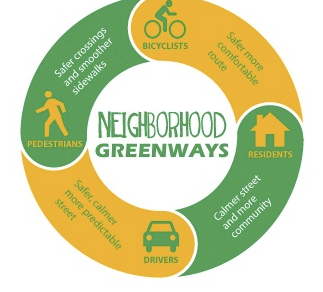 BICYCLISTS
Safer more
comfortable
route
RESIDENTS
Calmer street
and more
community
DRIVERS
Safer, calmer
more predictable
street
PEDESTRIANS
Safer crossings
and smoother
sidewalks
NEIGHBORHOOD
GREENWAYS